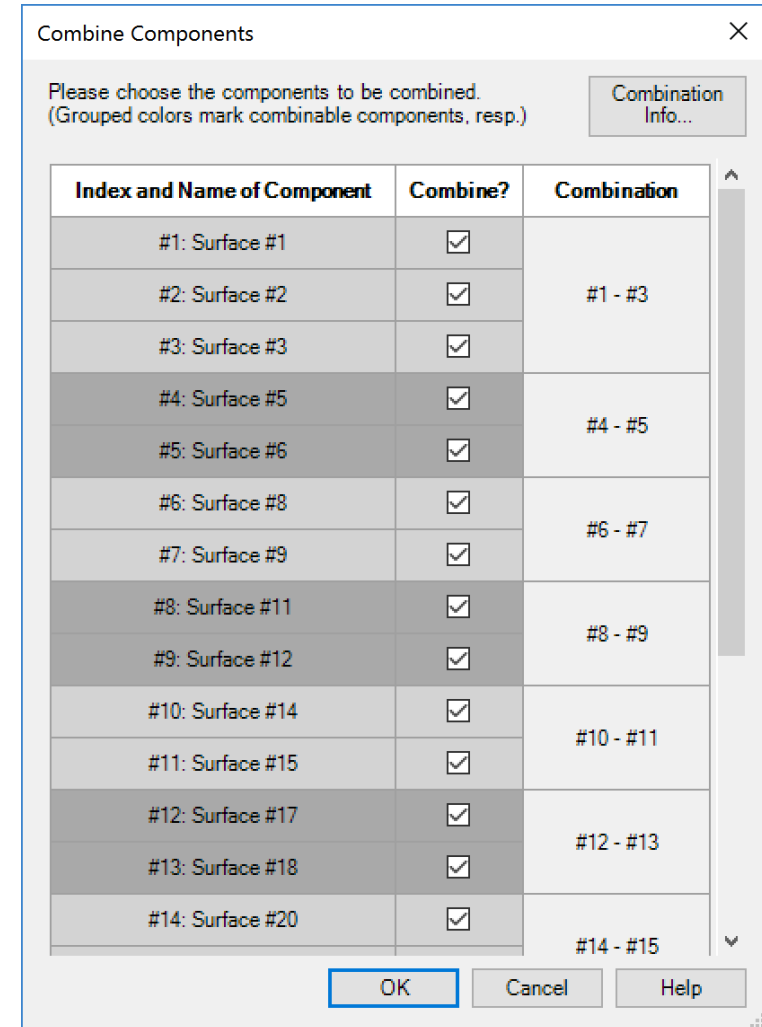 Combine Components
Please choose the components to be combined.
(Grouped colors mark combinable components, resp.)
Combination
Info...
Index and Name of Component Combine? Combination
#1: Surface #1
#2: Surface #2 #1 - #3
#3: Surface #3
#4: Surface #5
#4 - #5
#5: Surface #6
#6: Surface #8
#6 - #7
#7: Surface #9
#8: Surface #11
#8 - #9
#9: Surface #12
#10: Surface #14
#10 - #11
#11: Surface #15
#12: Surface #17
#12 - #13
#13: Surface #18
#14: Surface #20
#14 - #15
OK Cancel Help